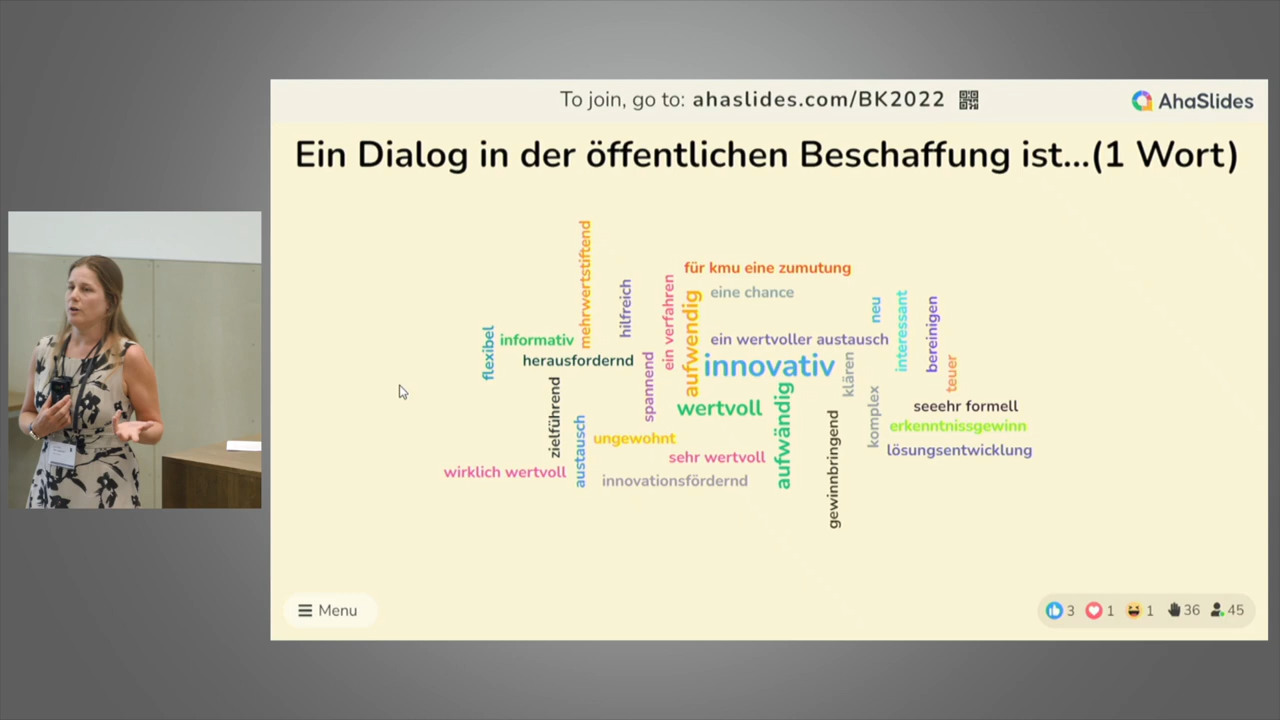 To join, go to: ahaslides.com/BK2022
AhaSlides
Ein Dialog in der öffentlichen Beschaffung ist...(1 Wort)
mehrwertstiftend
für kmu eine zumutung
hilfreich
ein verfahren
aufwendig
eine chance
neu
interessant
bereinigen
flexibel
informativ
ein wertvoller austausch
herausfordernd
spannend
innovativ
klären
teuer
zielführend
wertvoll
aufwändig
komplex
seeehr formell
gewinnbringend
erkenntnissgewinn
austausch
ungewohnt
lösungsentwicklung
sehr wertvoll
wirklich wertvoll
innovationsfördernd
Menu
3 1 1 36 45